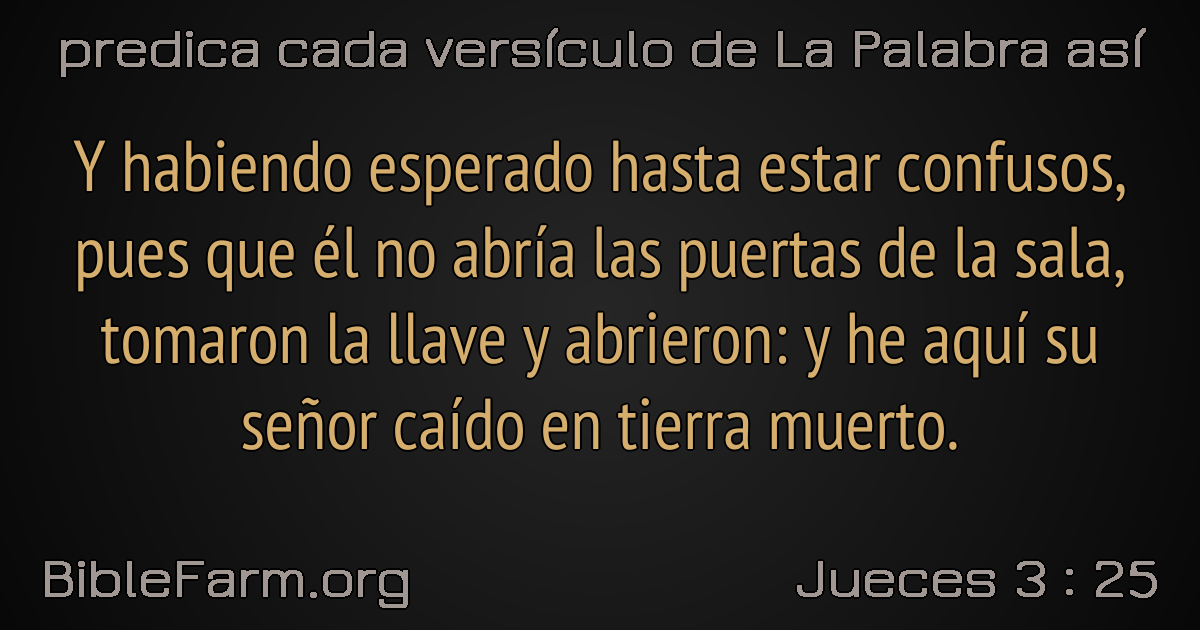 predica cada versículo de La Palabra así
Y habiendo esperado hasta estar confusos,
pues que él no abría las puertas de la sala,
tomaron la llave y abrieron: y he aquí su
señor caído en tierra muerto.
BibleFarm.org
Jueces 3 : 25